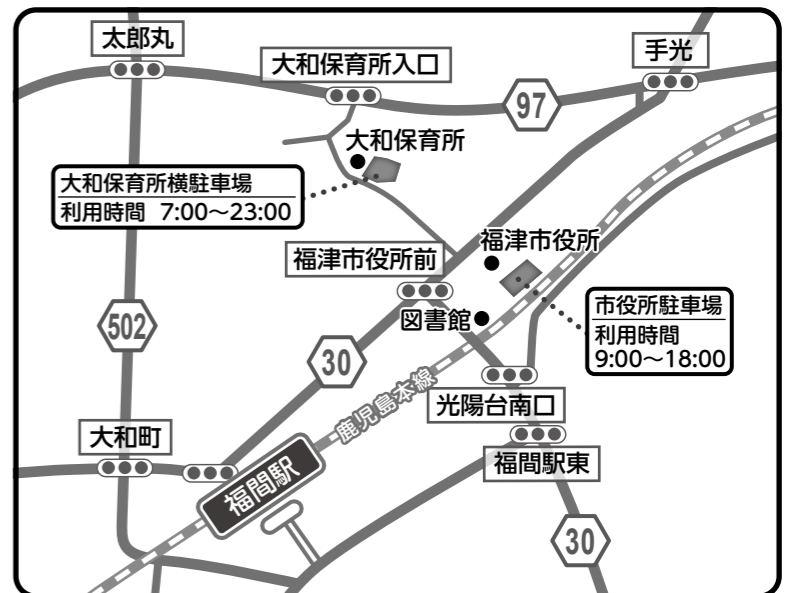 太郎丸
手光
大和保育所入口
97
大和保育所
大和保育所横駐車場
利用時間 7:00〜23:00
福津市役所
福津市役所前
市役所駐車場
利用時間
9:00〜18:00
図書館
502
30
鹿児島本線
光陽台南口
大和町
福間駅東
福間駅
30